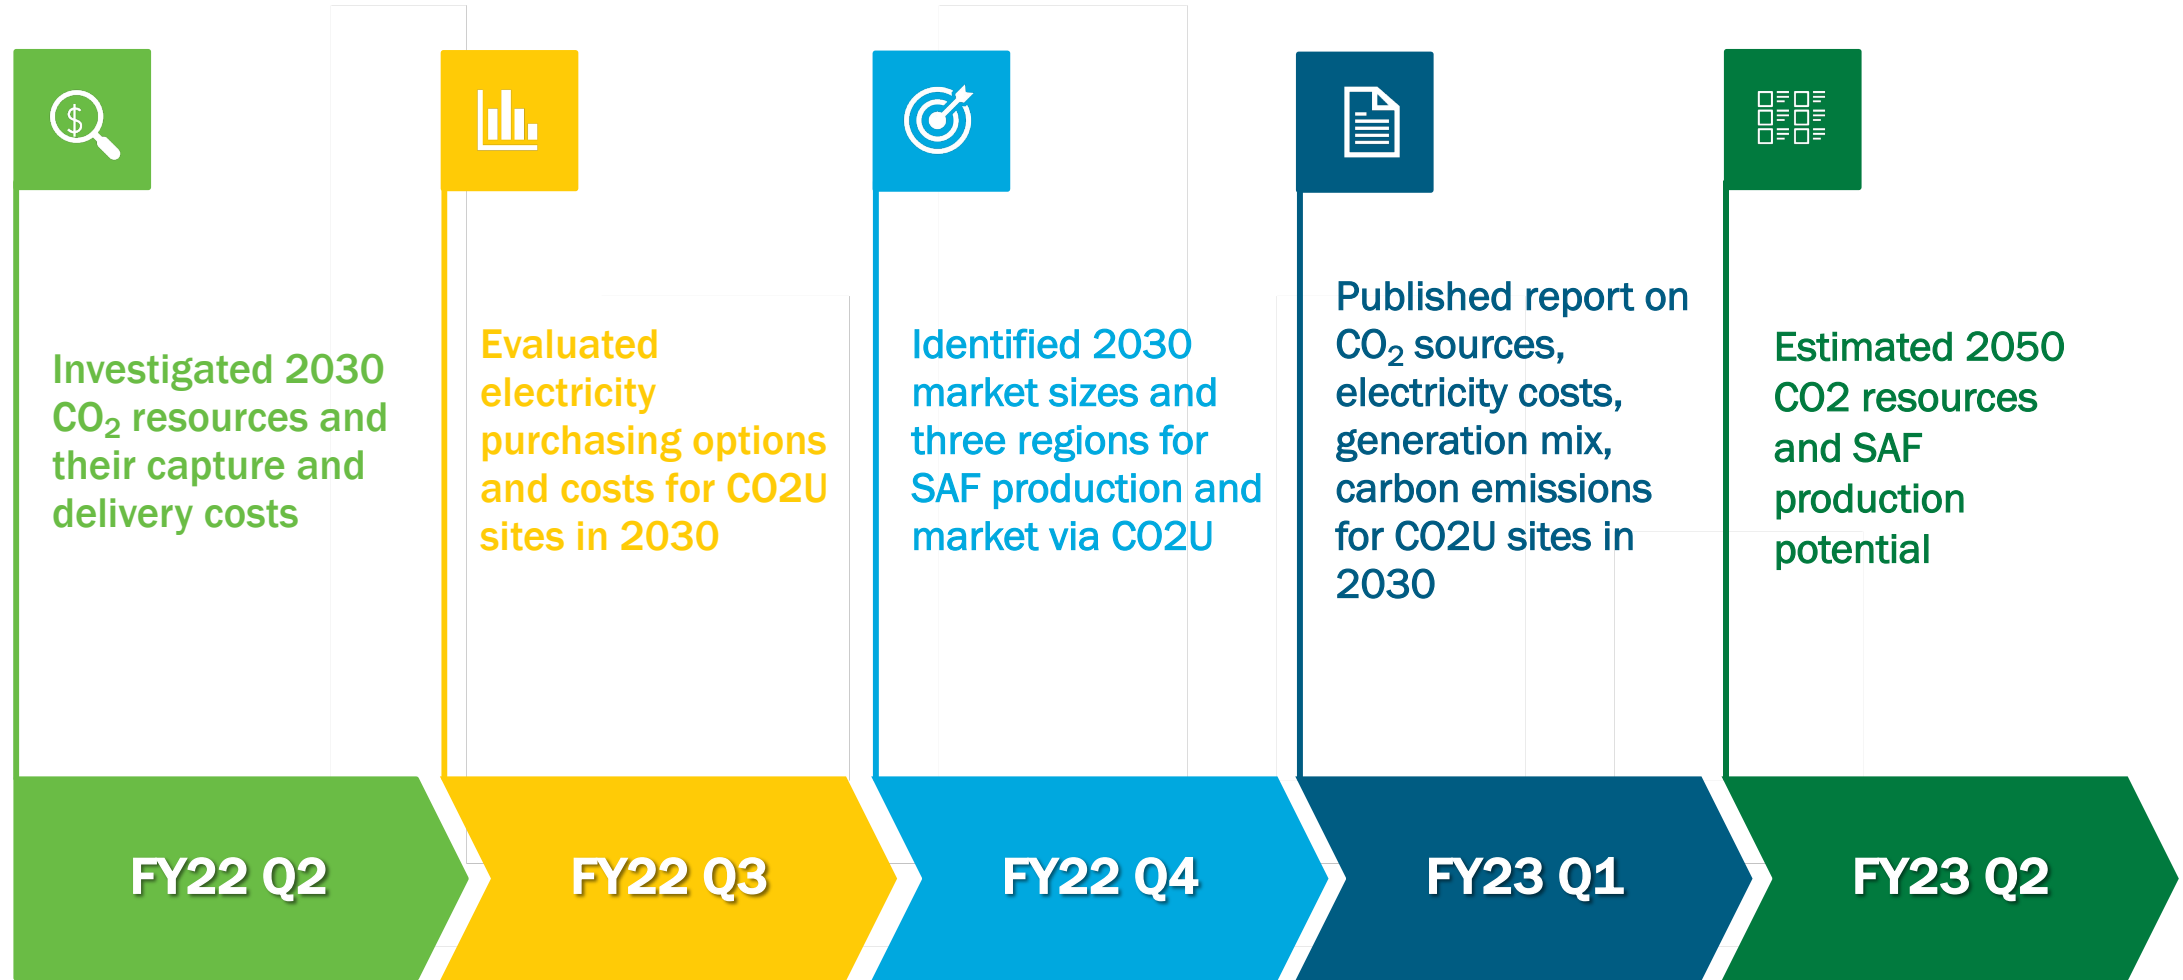 $
Investigated 2030
CO₂ resources and
their capture and
delivery costs
Evaluated
electricity
purchasing options
and costs for CO2U
sites in 2030
Identified 2030
market sizes and
three regions for
SAF production and
market via CO2U
Published report on
CO₂ sources,
electricity costs,
generation mix,
carbon emissions
for CO2U sites in
2030
Estimated 2050
CO2 resources
and SAF
production
potential
FY22 Q2
FY22 Q3
FY22 Q4
FY23 Q1
FY23 Q2